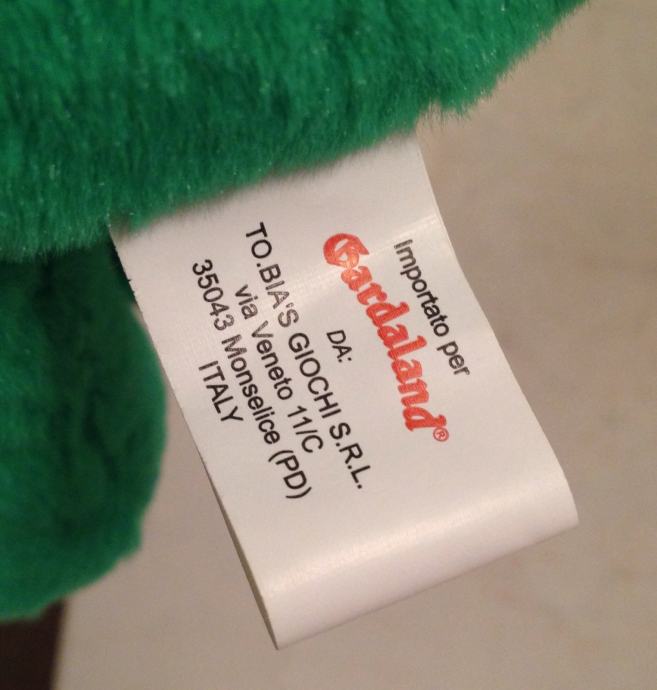 Importato per
Gardaland®
DA:
TO.BIA'S GIOCHI S.R.L.
via Veneto 11/C
35043 Monselice (PD)
ITALY